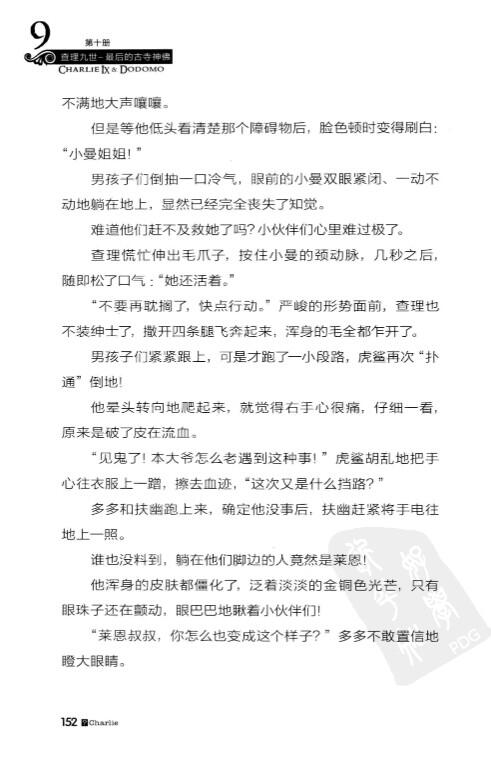 9
第十册
查理九世-最后的古寺神佛
CHARLIE IX & DODOMO
不满地大声嚷嚷。
但是等他低头看清楚那个障碍物后，脸色顿时变得刷白：
“小曼姐姐！”
男孩子们倒抽一口冷气，眼前的小曼双眼紧闭、一动不
动地躺在地上，显然已经完全丧失了知觉。
难道他们赶不及救她了吗？小伙伴们心里难过极了。
查理慌忙伸出毛爪子，按住小曼的颈动脉，几秒之后，
随即松了口气：“她还活着。”
“不要再耽搁了，快点行动。”严峻的形势面前，查理也
不装绅士了，撒开四条腿飞奔起来，浑身的毛全都乍开了。
男孩子们紧紧跟上，可是才跑了一小段路，虎鲨再次“扑
通”倒地！
他晕头转向地爬起来，就觉得右手心很痛，仔细一看，
原来是破了皮在流血。
“见鬼了！本大爷怎么老遇到这种事！”虎鲨胡乱地把手
心往衣服上一蹭，擦去血迹，“这次又是什么挡路？”
多多和扶幽跑上来，确定他没事后，扶幽赶紧将手电往
地上一照。
谁也没料到，躺在他们脚边的人竟然是莱恩！
他浑身的皮肤都僵化了，泛着淡淡的金铜色光芒，只有
眼珠子还在颤动，眼巴巴地瞅着小伙伴们！
“莱恩叔叔，你怎么也变成这个样子？”多多不敢置信地
瞪大眼睛。
PDG
152 Charlie